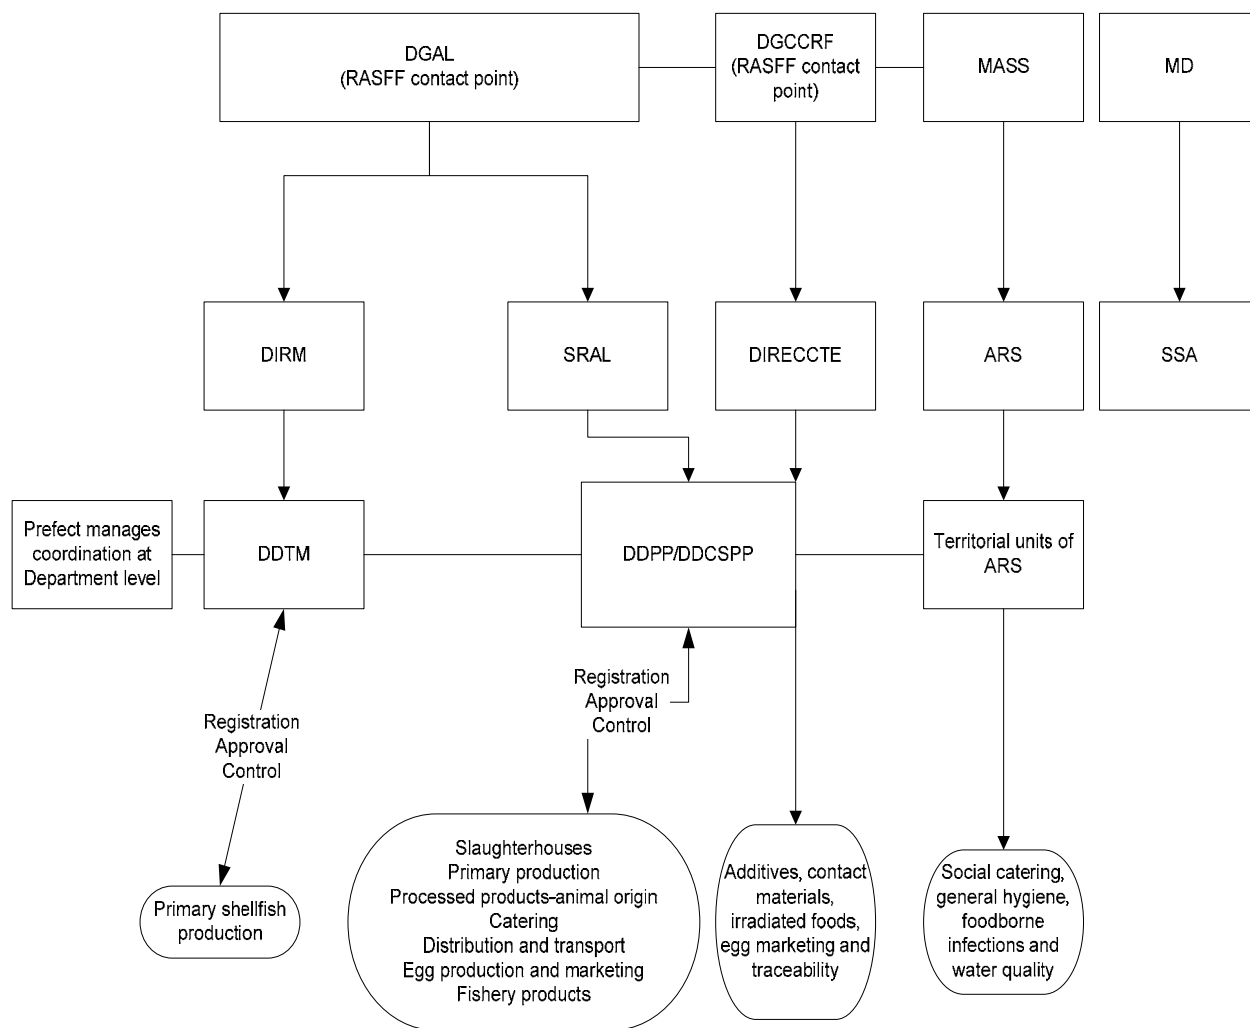 DGAL
(RASFF contact point)
DGCCRF
(RASFF contact
point)
MASS
MD
DIRM
SRAL
DIRECCTE
ARS
SSA
Prefect manages
coordination at
Department level
DDTM
DDPP/DDCSPP
Territorial units of
ARS
Registration
Approval
Control
Registration
Approval
Control
Primary shellfish
production
Slaughterhouses
Primary production
Processed products–animal origin
Catering
Distribution and transport
Egg production and marketing
Fishery products
Additives, contact
materials,
irradiated foods,
egg marketing and
traceability
Social catering,
general hygiene,
foodborne
infections and
water quality